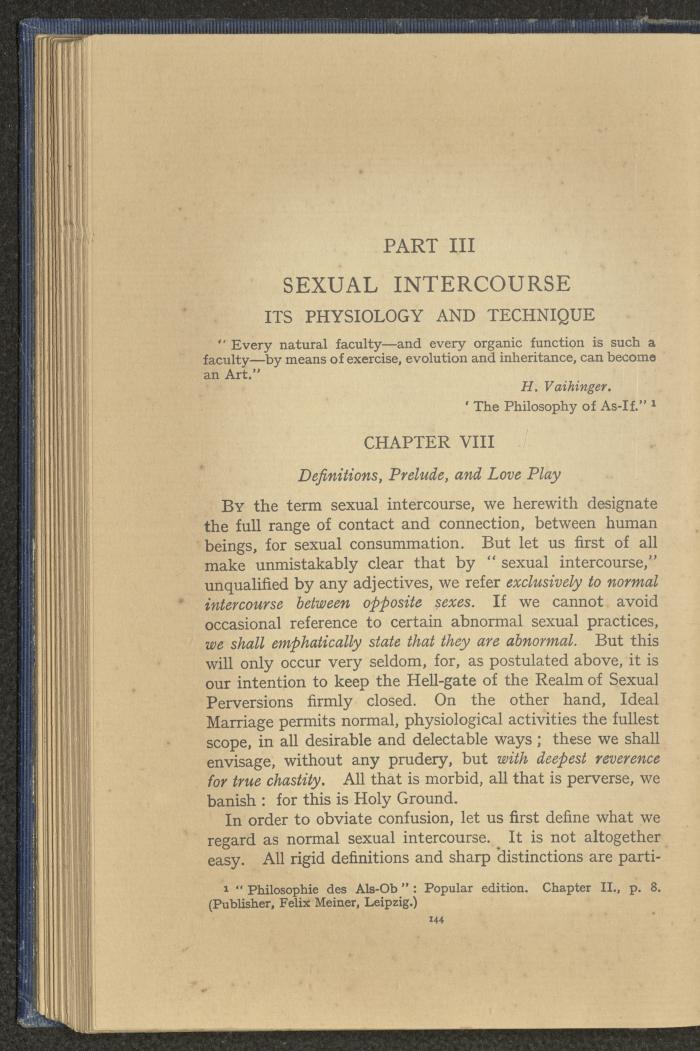 PART III
SEXUAL INTERCOURSE
ITS PHYSIOLOGY AND TECHNIQUE
“ Every natural faculty—and every organic function is such a
faculty—by means of exercise, evolution and inheritance, can become
an Art.”
H. Vaihinger.
‘ The Philosophy of As-If.” ¹
CHAPTER VIII
Definitions, Prelude, and Love Play
BY the term sexual intercourse, we herewith designate
the full range of contact and connection, between human
beings, for sexual consummation. But let us first of all
make unmistakably clear that by “ sexual intercourse,”
unqualified by any adjectives, we refer exclusively to normal
intercourse between opposite sexes. If we cannot avoid
occasional reference to certain abnormal sexual practices,
we shall emphatically state that they are abnormal. But this
will only occur very seldom, for, as postulated above, it is
our intention to keep the Hell-gate of the Realm of Sexual
Perversions firmly closed. On the other hand, Ideal
Marriage permits normal, physiological activities the fullest
scope, in all desirable and delectable ways ; these we shall
envisage, without any prudery, but with deepest reverence
for true chastity. All that is morbid, all that is perverse, we
banish : for this is Holy Ground.
In order to obviate confusion, let us first define what we
regard as normal sexual intercourse. It is not altogether
easy. All rigid definitions and sharp distinctions are parti-
¹ “ Philosophie des Als-Ob ” : Popular edition. Chapter II., p. 8.
(Publisher, Felix Meiner, Leipzig.)
144